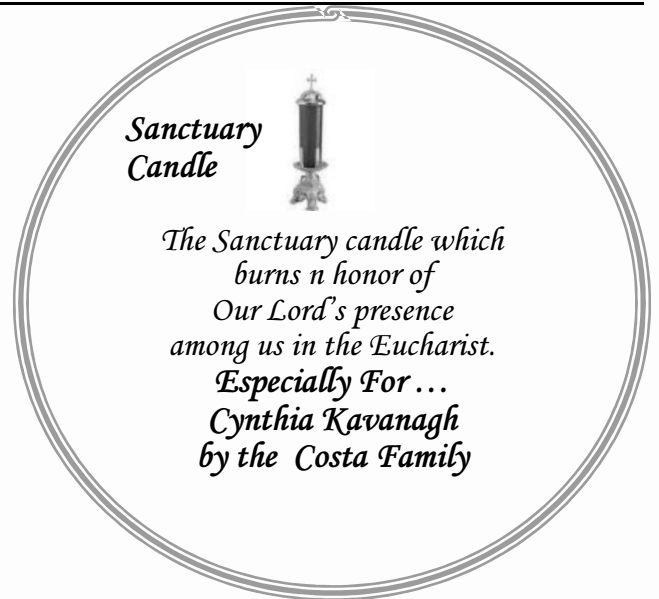 Sanctuary
Candle
The Sanctuary candle which
burns n honor of
Our Lord’s presence
among us in the Eucharist.
Especially For …
Cynthia Kavanagh
by the Costa Family